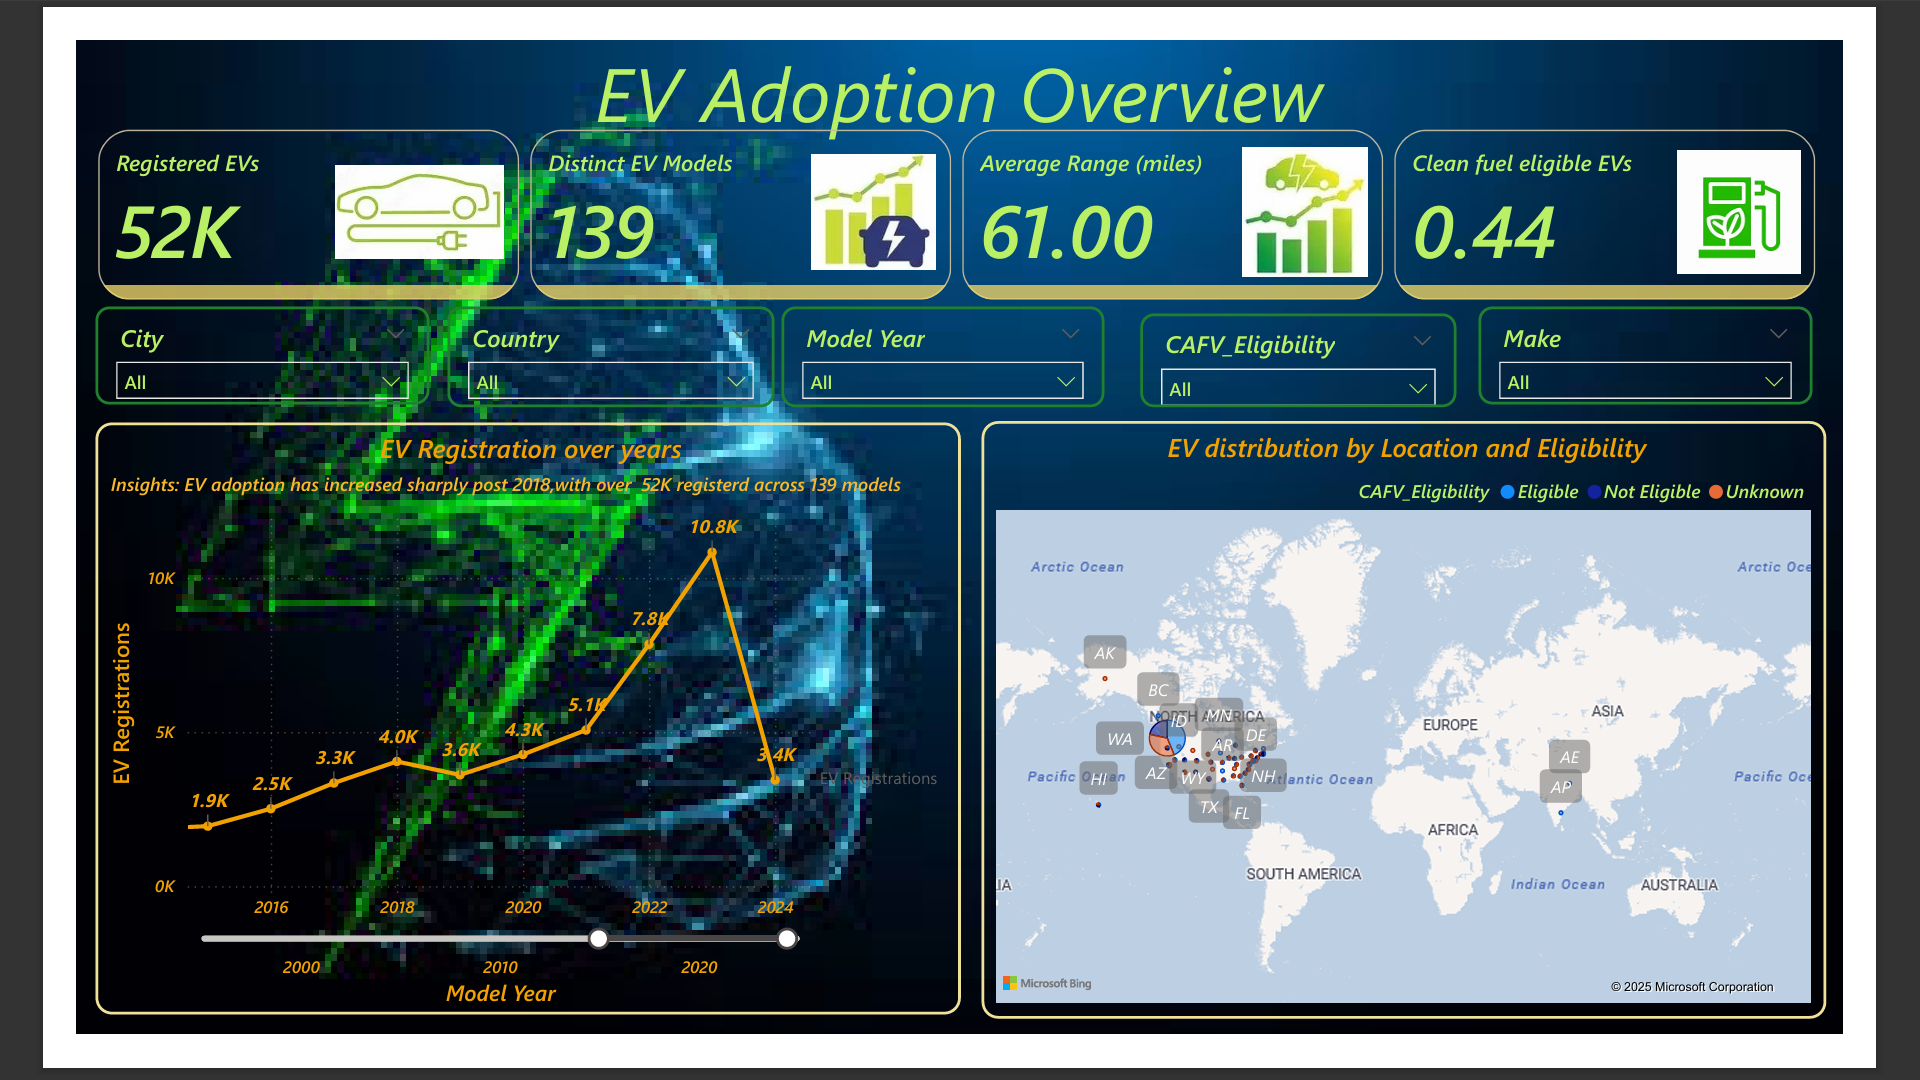 EV Adoption Overview
Registered EVs
52K
Distinct EV Models
139
Average Range (miles)
61.00
Clean fuel eligible EVs
0.44
City
All
Country
All
Model Year
All
CAFV_Eligibility
All
Make
All
EV Registration over years
Insights: EV adoption has increased sharply post 2018,with over 52K registerd across 139 models
EV Registrations
10K
5K
0K
1.9K
2.5K
3.3K
4.0K
3.6K
4.3K
5.1K
7.8K
10.8K
3.4K
EV Registrations
2016
2018
2020
2022
2024
2000
2010
2020
Model Year
EV distribution by Location and Eligibility
CAFV_Eligibility Eligible Not Eligible Unknown
Arctic Ocean
Arctic Oce
AK
BC
NORTH AMERICA
ID
MN
WA
AR
DE
EUROPE
ASIA
AE
Pacific Ocean
HI
AZ
WY
NH
Atlantic Ocean
AP
Pacific Oce
TX
FL
AFRICA
SOUTH AMERICA
Indian Ocean
AUSTRALIA
LIA
Microsoft Bing
© 2025 Microsoft Corporation